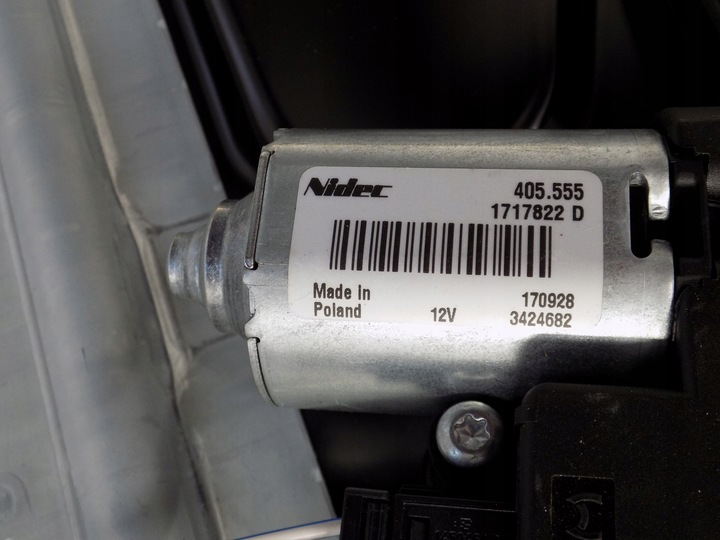 Nidec
405.555
1717822 D
Made in
Poland
12V
170928
3424682